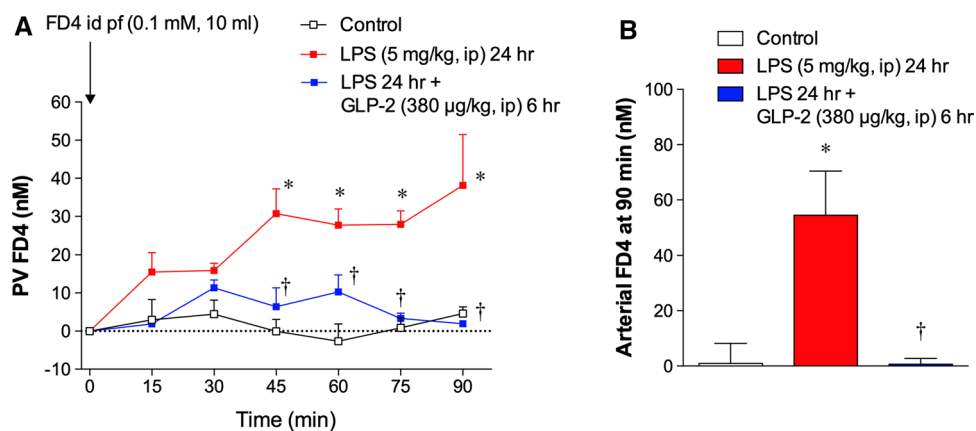 A
FD4 id pf (0.1 mM, 10 ml)
Control
LPS (5 mg/kg, ip) 24 hr
LPS 24 hr +
GLP-2 (380 µg/kg, ip) 6 hr
PV FD4 (nM)
60
50
40
30
20
10
0
-10
* * * *
† † † †
0 15 30 45 60 75 90
Time (min)
B
Control
LPS (5 mg/kg, ip) 24 hr
LPS 24 hr +
GLP-2 (380 µg/kg, ip) 6 hr
Arterial FD4 at 90 min (nM)
100
80
60
40
20
0
*
†